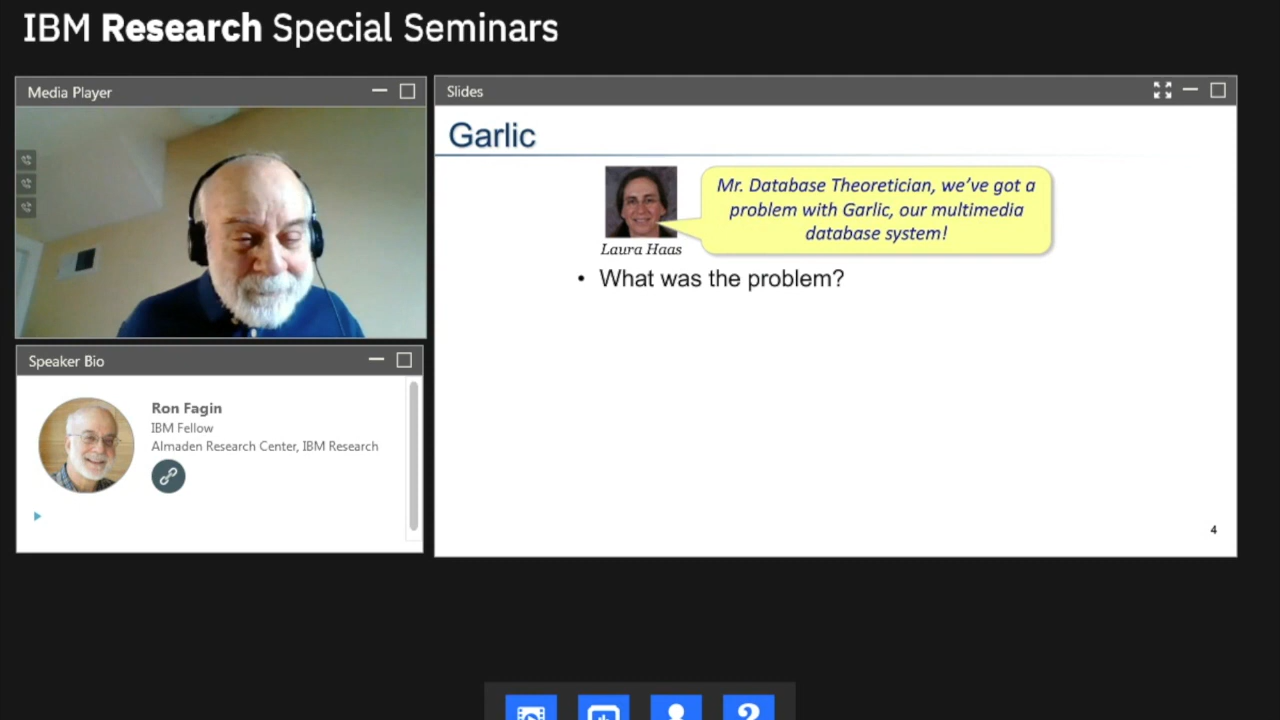 IBM Research Special Seminars
Media Player
Slides
Garlic
Mr. Database Theoretician, we've got a
problem with Garlic, our multimedia
database system!
Laura Haas
• What was the problem?
4
Speaker Bio
Ron Fagin
IBM Fellow
Almaden Research Center, IBM Research
?